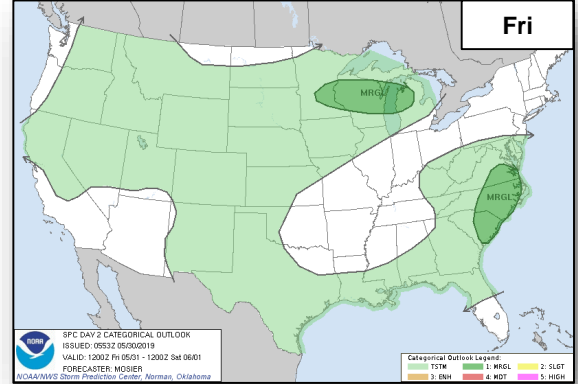 Fri
MRGL
MRGL
NOAA
SPC DAY 2 CATEGORICAL OUTLOOK
ISSUED: 0553Z 05/30/2019
VALID: 1200Z Fri 05/31 - 1200Z Sat 06/01
FORECASTER: MOSIER
NOAA/NWS Storm Prediction Center, Norman, Oklahoma
Categorical Outlook Legend:
TSTM 1: MRGL 2: SLGT
3: ENH 4: MDT 5: HIGH